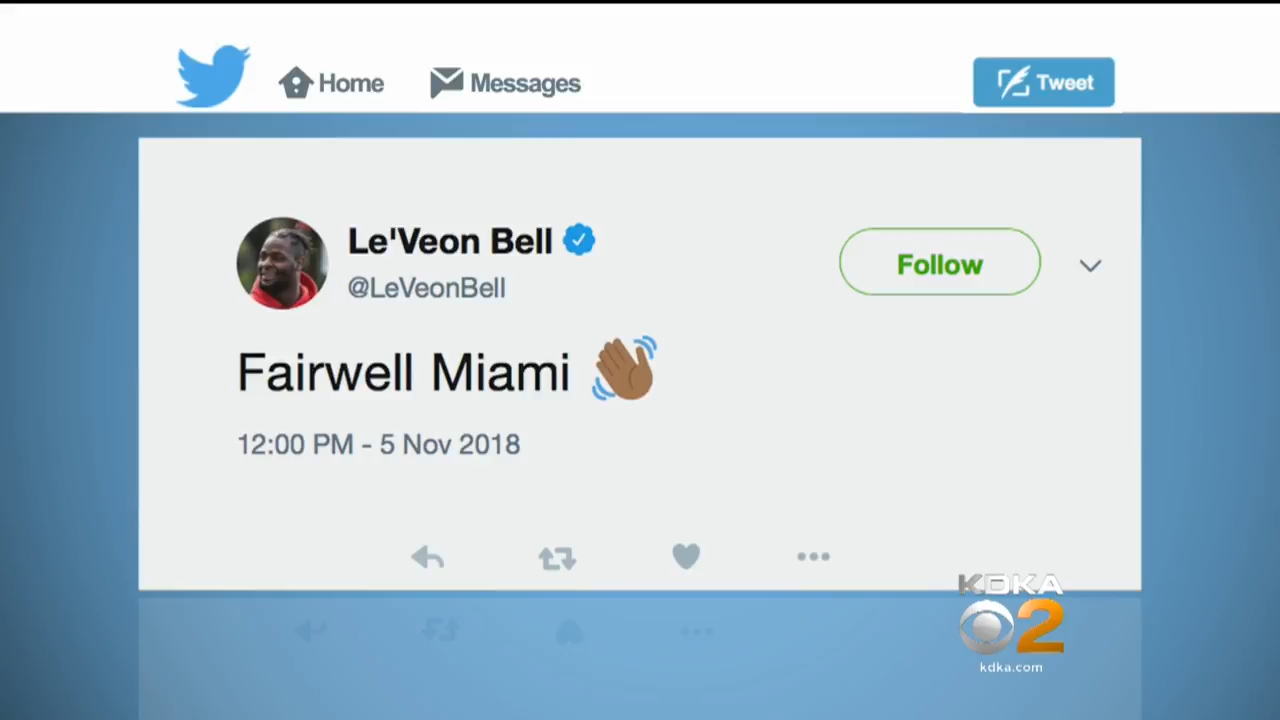 Home Messages Tweet
Le'Veon Bell
@LeVeonBell
Follow
Fairwell Miami 👋🏾
12:00 PM - 5 Nov 2018
KDKA
2
kdka.com